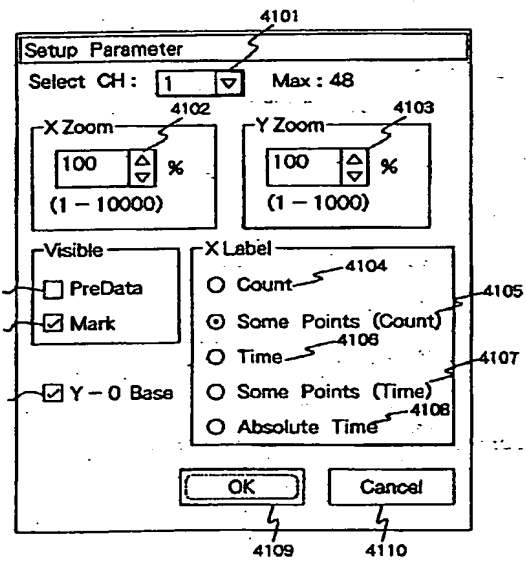 4101
Setup Parameter
Select CH : 1 Max : 48
4102 4103
X Zoom Y Zoom
100 % 100 %
(1 – 10000) (1 – 1000)
Visible X Label
PreData Count 4104
Mark Some Points (Count) 4105
Time 4106
Y – 0 Base Some Points (Time) 4107
Absolute Time 4108
OK Cancel
4109 4110